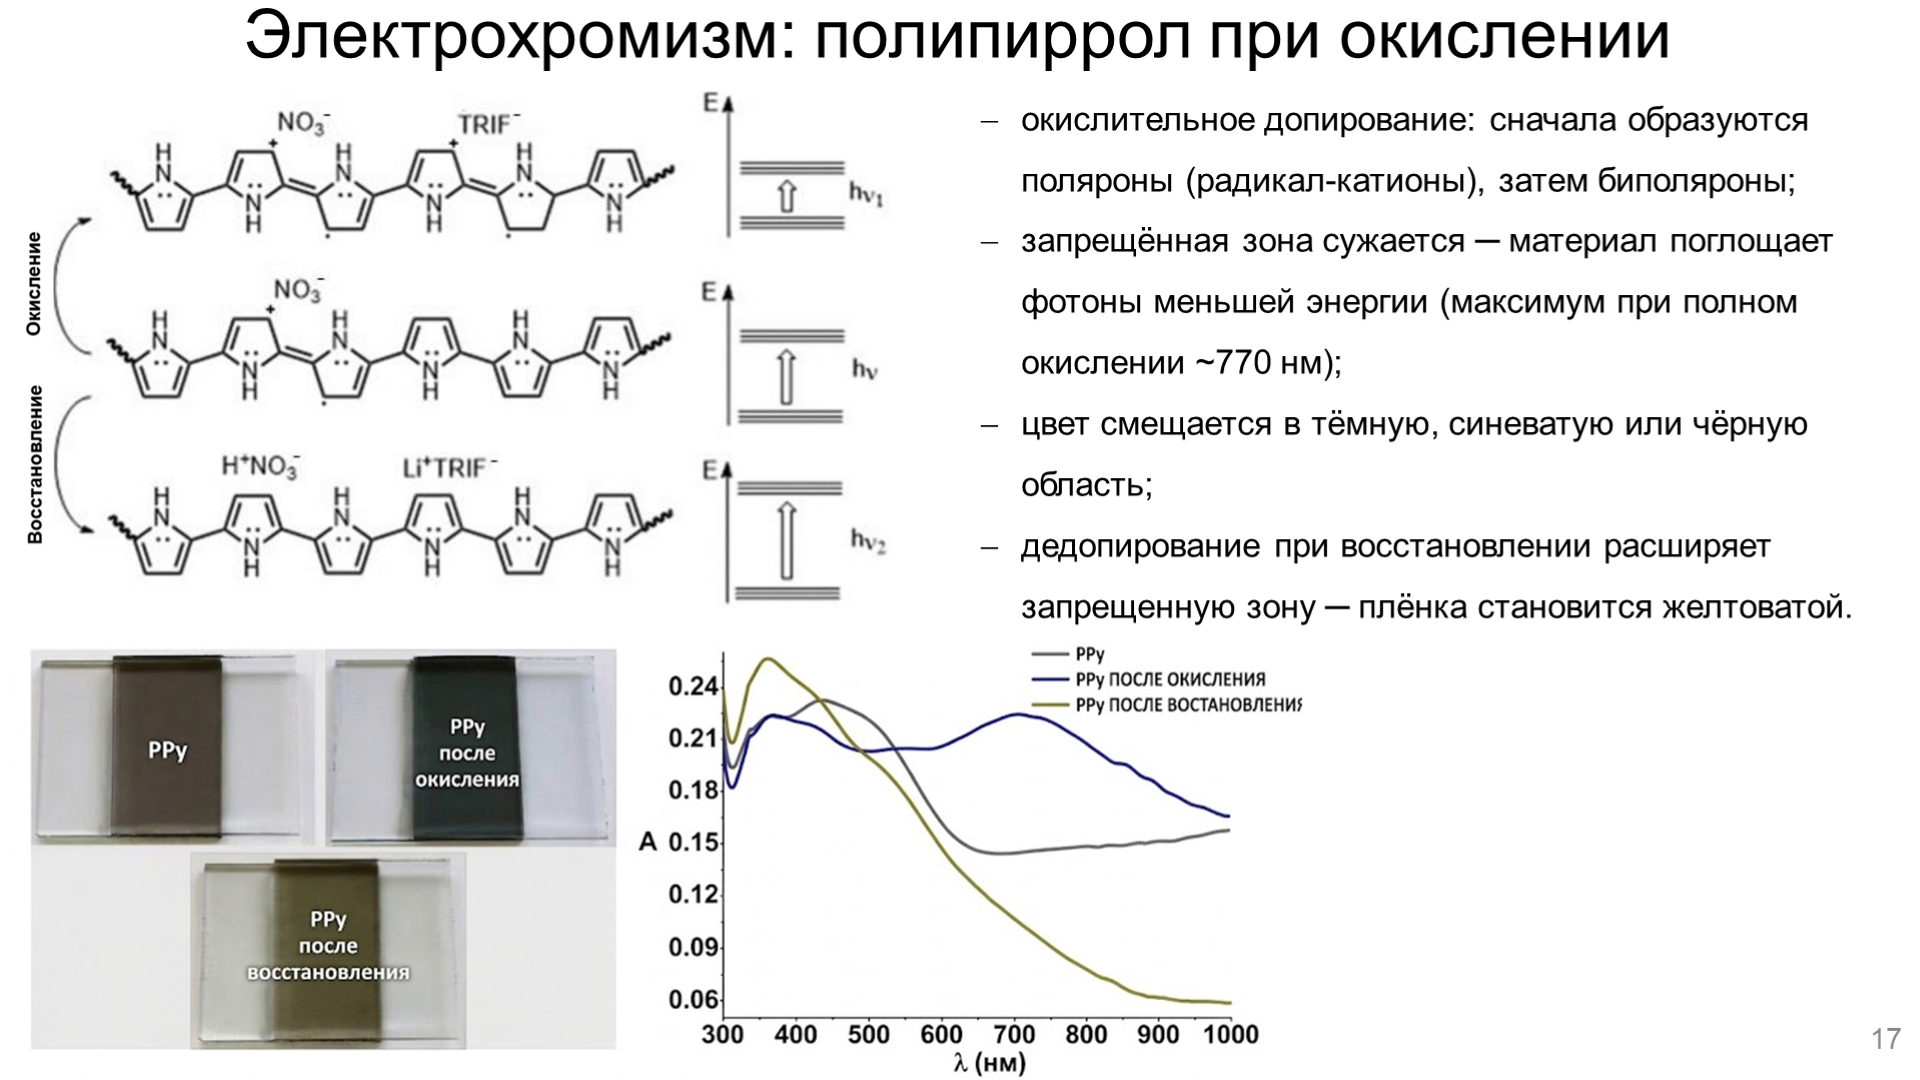 Электрохромизм: полипиррол при окислении
NO3- TRIF-
H H H
N N N
N N N
H H H
E
hν1
Окисление
NO3-
H H H
N N N
N N N
H H H
E
hν
Восстановление
H+NO3- Li+TRIF-
H H H
N N N
N N N
H H H
E
hν2
– окислительное допирование: сначала образуются
поляроны (радикал-катионы), затем биполяроны;
– запрещённая зона сужается — материал поглощает
фотоны меньшей энергии (максимум при полном
окислении ~770 нм);
– цвет смещается в тёмную, синеватую или чёрную
область;
– дедопирование при восстановлении расширяет
запрещенную зону — плёнка становится желтоватой.
PPy
PPy
после
окисления
PPy
после
восстановления
PPy
PPy ПОСЛЕ ОКИСЛЕНИЯ
PPy ПОСЛЕ ВОСТАНОВЛЕНИЯ
0.24
0.21
0.18
A 0.15
0.12
0.09
0.06
300 400 500 600 700 800 900 1000
λ (нм)
17